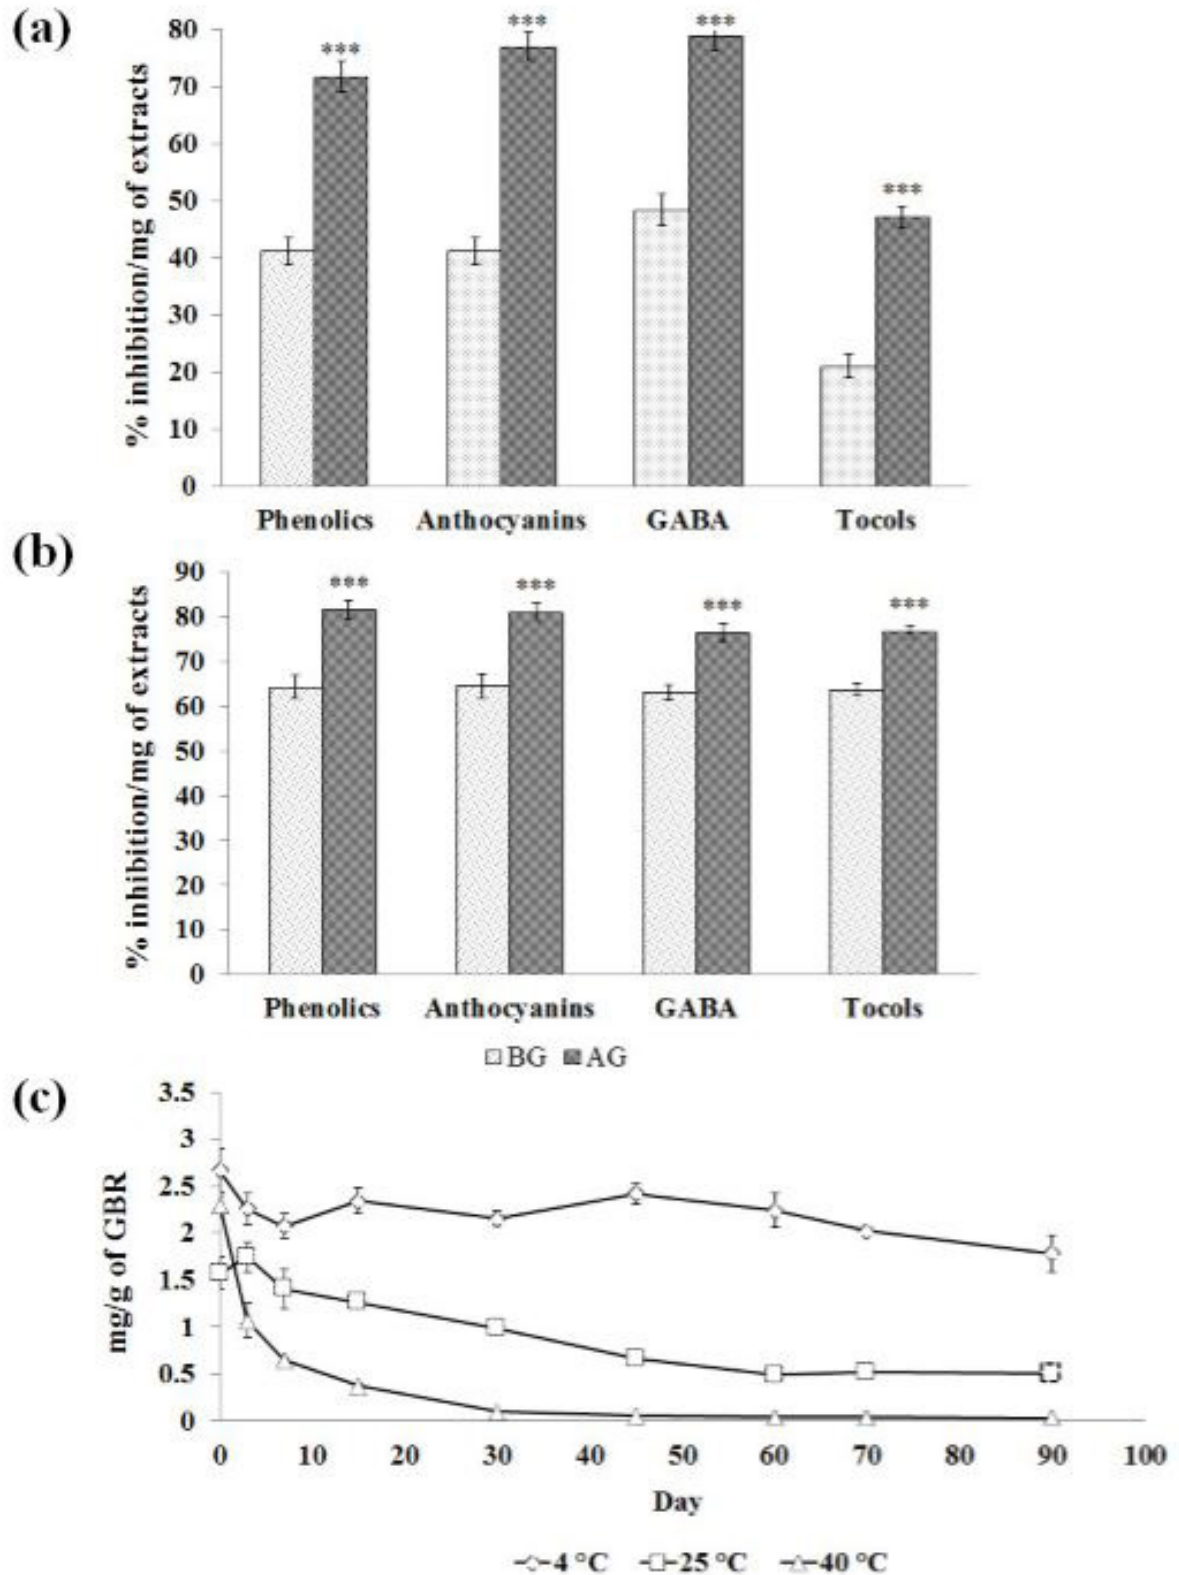 (a)
% inhibition/mg of extracts
80
70
60
50
40
30
20
10
0
*** *** *** ***
Phenolics Anthocyanins GABA Tocols
(b)
% inhibition/mg of extracts
90
80
70
60
50
40
30
20
10
0
*** *** *** ***
Phenolics Anthocyanins GABA Tocols
BG AG
(c)
mg/g of GBR
3.5
3
2.5
2
1.5
1
0.5
0
0 10 20 30 40 50 60 70 80 90 100
Day
4 °C 25 °C 40 °C